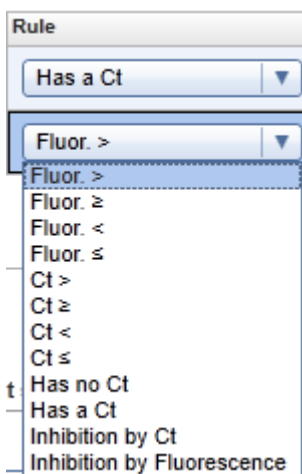 Rule
Has a Ct
Fluor. >
Fluor. >
Fluor. ≥
Fluor. <
Fluor. ≤
Ct >
Ct ≥
Ct <
Ct ≤
t
Has no Ct
Has a Ct
Inhibition by Ct
Inhibition by Fluorescence